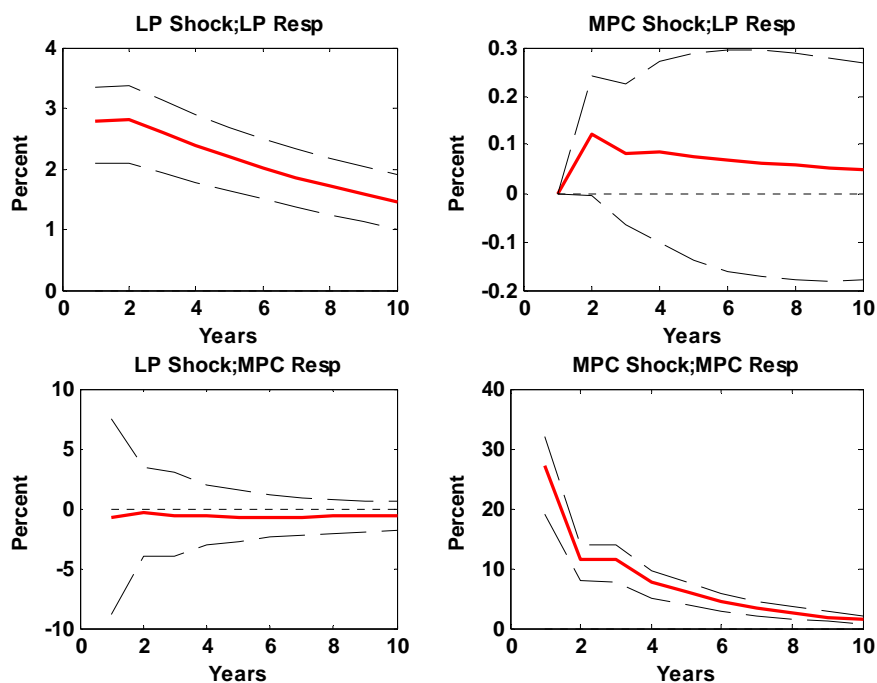 LP Shock;LP Resp
4
3
2
1
0
Percent
0 2 4 6 8 10
Years
MPC Shock;LP Resp
0.3
0.2
0.1
0
-0.1
-0.2
Percent
0 2 4 6 8 10
Years
LP Shock;MPC Resp
10
5
0
-5
-10
Percent
0 2 4 6 8 10
Years
MPC Shock;MPC Resp
40
30
20
10
0
Percent
0 2 4 6 8 10
Years